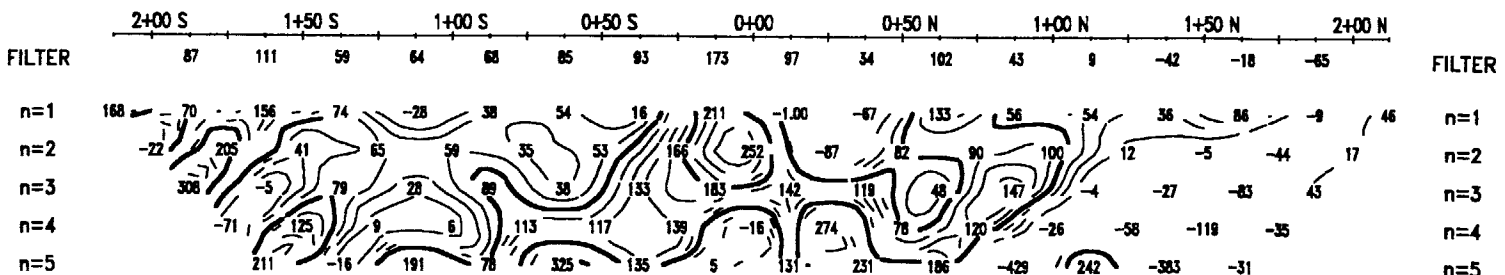 2+00 S 1+50 S 1+00 S 0+50 S 0+00 0+50 N 1+00 N 1+50 N 2+00 N
FILTER 87 111 59 64 68 85 93 173 97 34 102 43 9 -42 -18 -65 FILTER
n=1 168 70 156 74 -28 38 54 16 211 -1.00 -67 133 56 54 36 86 -9 46 n=1
n=2 -22 205 41 65 59 35 53 166 252 -87 82 90 100 12 -5 -44 17 n=2
n=3 308 -5 79 28 89 38 133 183 142 119 48 147 -4 -27 -83 43 n=3
n=4 -71 125 9 6 113 117 139 -16 274 78 120 -26 -58 -119 -35 n=4
n=5 211 -16 191 78 325 135 5 131 231 186 -429 242 -383 -31 n=5